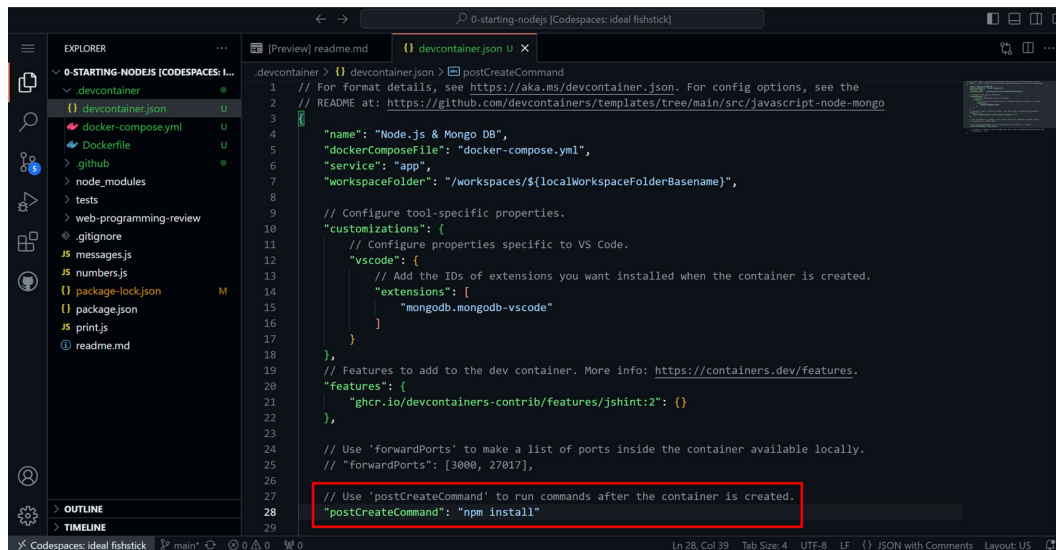 0-starting-nodejs [Codespaces: ideal fishstick]
EXPLORER
0-STARTING-NODEJS [CODESPACES: I...
.devcontainer
{} devcontainer.json U
docker-compose.yml U
Dockerfile U
.github
node_modules
tests
web-programming-review
.gitignore
JS messages.js
JS numbers.js
{} package-lock.json M
{} package.json
JS print.js
readme.md
OUTLINE
TIMELINE
5
[Preview] readme.md
{} devcontainer.json U
.devcontainer > {} devcontainer.json > postCreateCommand
1 // For format details, see https://aka.ms/devcontainer.json. For config options, see the
2 // README at: https://github.com/devcontainers/templates/tree/main/src/javascript-node-mongo
3 {
4 "name": "Node.js & Mongo DB",
5 "dockerComposeFile": "docker-compose.yml",
6 "service": "app",
7 "workspaceFolder": "/workspaces/${localWorkspaceFolderBasename}",
8
9 // Configure tool-specific properties.
10 "customizations": {
11 // Configure properties specific to VS Code.
12 "vscode": {
13 // Add the IDs of extensions you want installed when the container is created.
14 "extensions": [
15 "mongodb.mongodb-vscode"
16 ]
17 }
18 },
19 // Features to add to the dev container. More info: https://containers.dev/features.
20 "features": {
21 "ghcr.io/devcontainers-contrib/features/jshint:2": {}
22 },
23
24 // Use 'forwardPorts' to make a list of ports inside the container available locally.
25 // "forwardPorts": [3000, 27017],
26
27 // Use 'postCreateCommand' to run commands after the container is created.
28 "postCreateCommand": "npm install"
29
Codespaces: ideal fishstick main* 0 0 0 Ln 28, Col 39 Tab Size: 4 UTF-8 LF {} JSON with Comments Layout: US